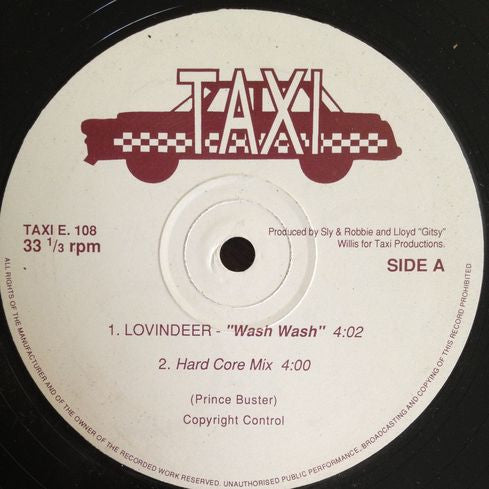 TAXI
TAXI E. 108
33 1/3 rpm
Produced by Sly & Robbie and Lloyd "Gitsy"
Willis for Taxi Productions.
SIDE A
1. LOVINDEER - "Wash Wash" 4:02
2. Hard Core Mix 4:00
(Prince Buster)
Copyright Control
ALL RIGHTS OF THE MANUFACTURER AND OF THE OWNER OF THE RECORDED WORK RESERVED. UNAUTHORISED PUBLIC PERFORMANCE, BROADCASTING AND COPYING OF THIS RECORD PROHIBITED